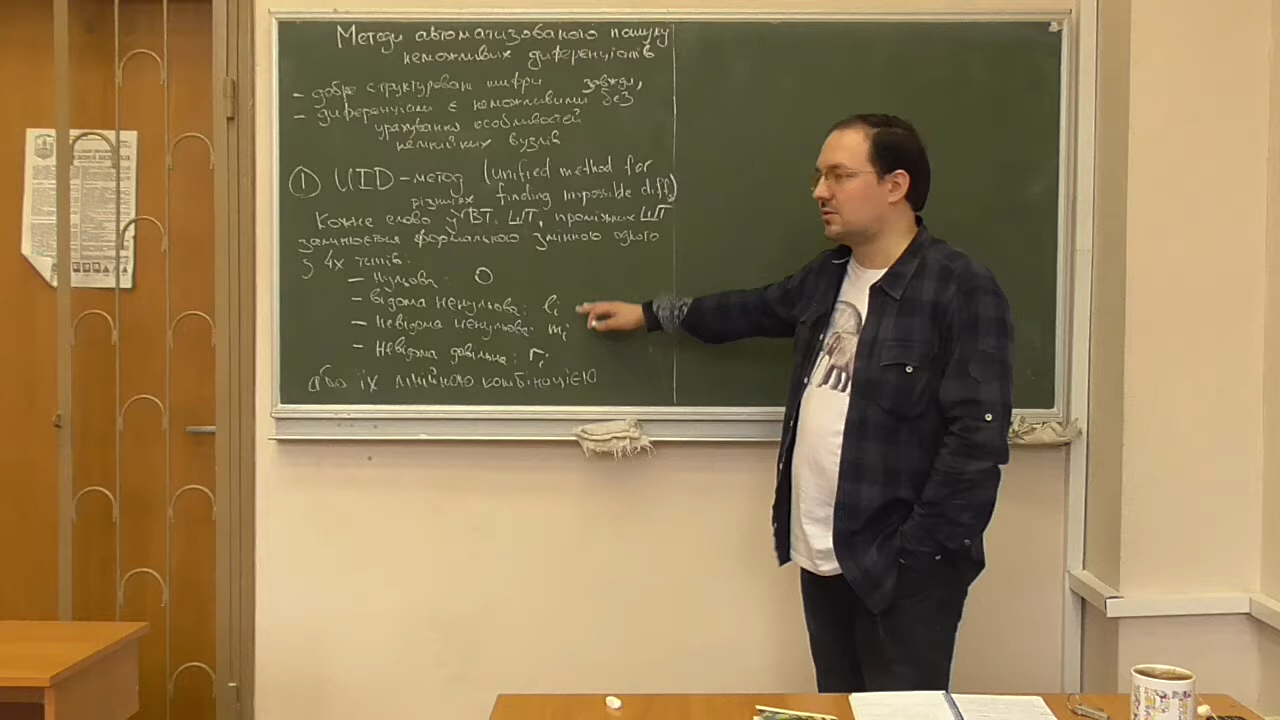 Методи автоматизованого пошуку
неможливих диференціалів
- добре структуровані шифри завжди,
- диференціали є неможливими без
урахування особливостей
нелінійних вузлів
① UID - метод (unified method for
різницях finding impossible diff.)
Кожне слово у ВТ, ШТ, проміжних ШТ
замінюється формальною змінною одного
з 4х типів:
- нульова: 0
- відома ненульова: li
- невідома ненульова: mi
- невідома довільна: ri
або їх лінійною комбінацією